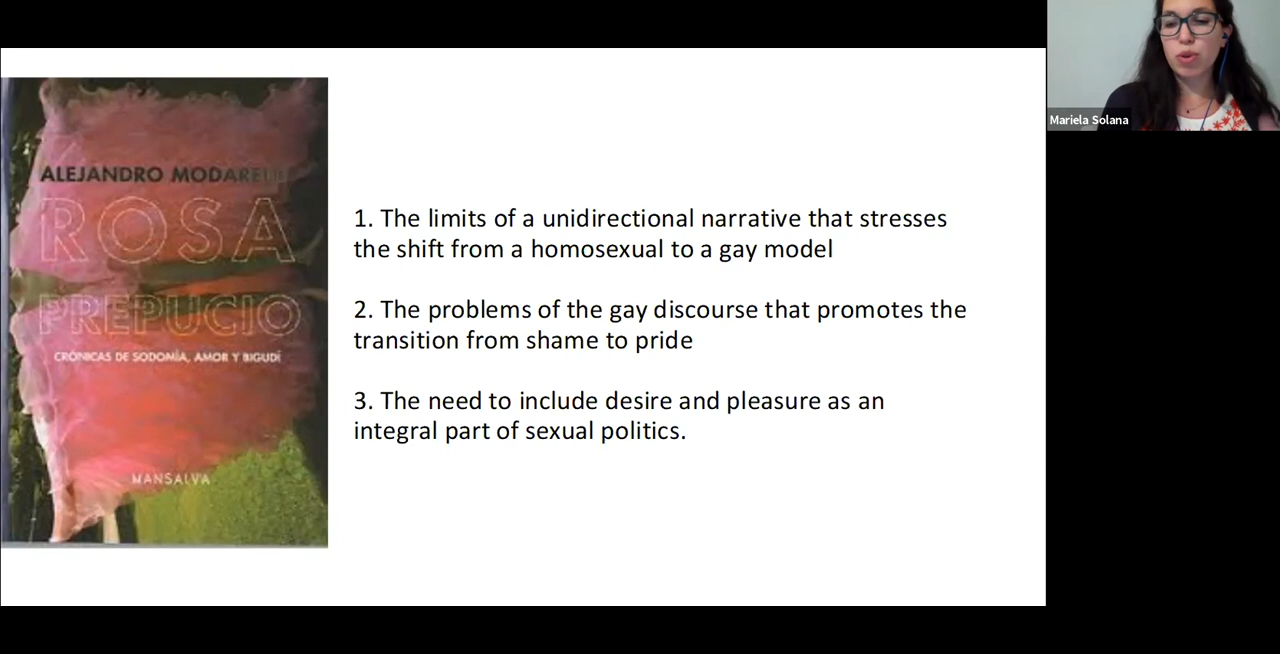 ALEJANDRO MODARELLI
ROSA
PREPUCIO
CRÓNICAS DE SODOMÍA, AMOR Y BIGUDÍ
MANSALVA
1. The limits of a unidirectional narrative that stresses
the shift from a homosexual to a gay model
2. The problems of the gay discourse that promotes the
transition from shame to pride
3. The need to include desire and pleasure as an
integral part of sexual politics.
Mariela Solana